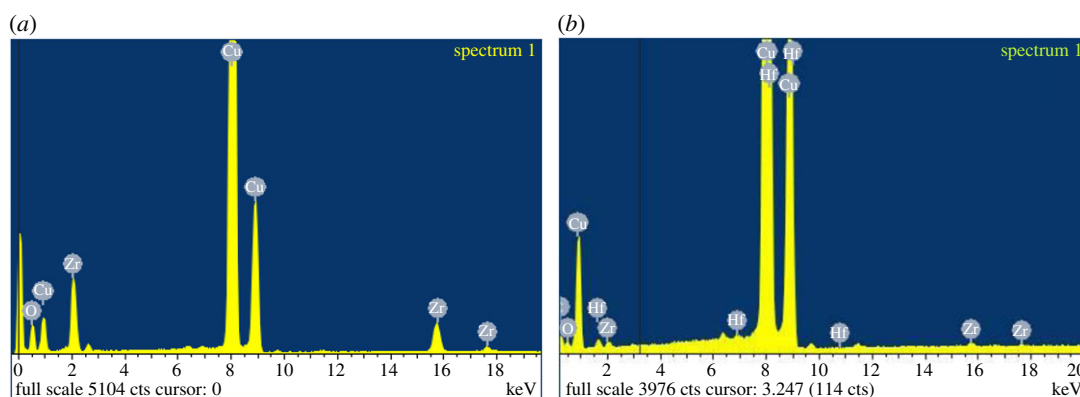 (a)
spectrum 1
Cu
Cu
Zr
Cu
O
Zr
Zr
0 2 4 6 8 10 12 14 16 18
full scale 5104 cts cursor: 0 keV
(b)
spectrum 1
Cu Hf
Hf
Cu
Cu
Hf
O Zr
Hf
Hf
Zr
Zr
2 4 6 8 10 12 14 16 18 20
full scale 3976 cts cursor: 3.247 (114 cts) keV